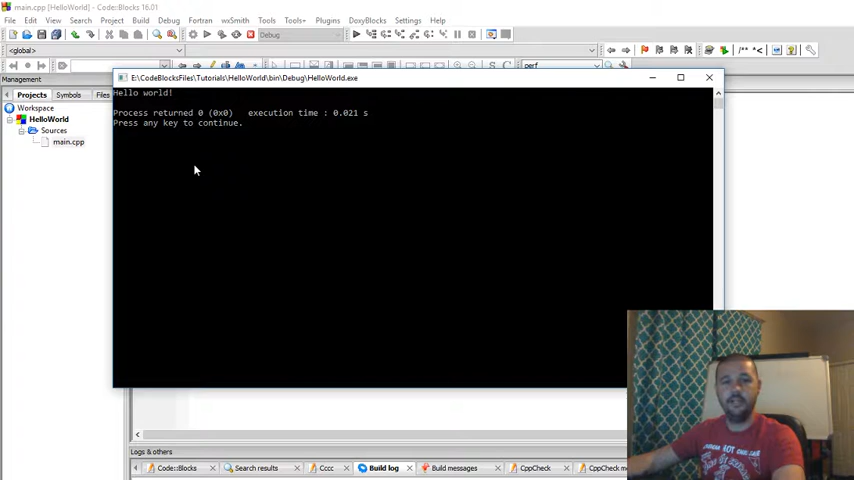 main.cpp [HelloWorld] - Code::Blocks 16.01
File Edit View Search Project Build Debug Fortran wxSmith Tools Tools+ Plugins DoxyBlocks Settings Help
Debug
<global>
/** *<
S C
perf
Management
Projects Symbols Files
Workspace
HelloWorld
Sources
main.cpp
E:\CodeBlocksFiles\Tutorials\HelloWorld\bin\Debug\HelloWorld.exe
Hello world!
Process returned 0 (0x0)   execution time : 0.021 s
Press any key to continue.
Logs & others
Code::Blocks Search results Cccc Build log Build messages CppCheck